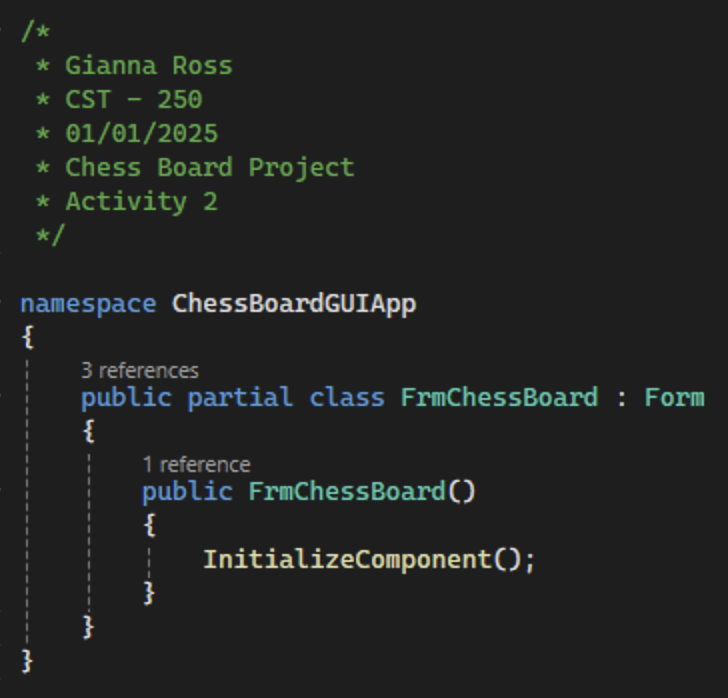 /*
 * Gianna Ross
 * CST - 250
 * 01/01/2025
 * Chess Board Project
 * Activity 2
 */
namespace ChessBoardGUIApp
{
3 references
public partial class FrmChessBoard : Form
{
1 reference
public FrmChessBoard()
{
InitializeComponent();
}
}
}